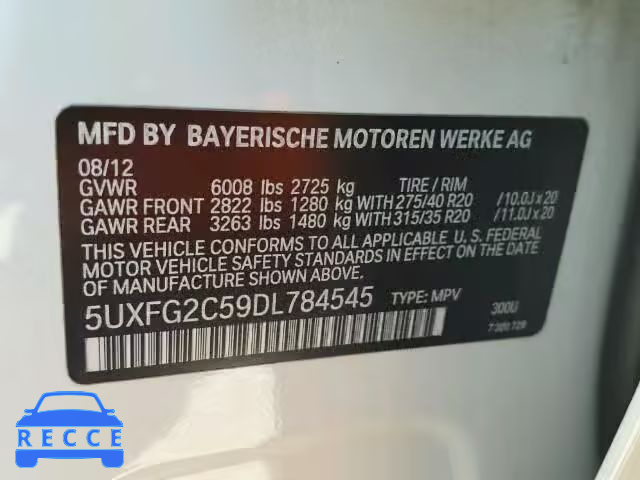 MFD BY BAYERISCHE MOTOREN WERKE AG
08/12
GVWR 6008 lbs 2725 kg TIRE / RIM
GAWR FRONT 2822 lbs 1280 kg WITH 275/40 R20 /10.0J x 20
GAWR REAR 3263 lbs 1480 kg WITH 315/35 R20 /11.0J x 20
THIS VEHICLE CONFORMS TO ALL APPLICABLE U. S. FEDERAL
MOTOR VEHICLE SAFETY STANDARDS IN EFFECT ON THE
DATE OF MANUFACTURE SHOWN ABOVE.
5UXFG2C59DL784545 TYPE: MPV 300U
RECCE